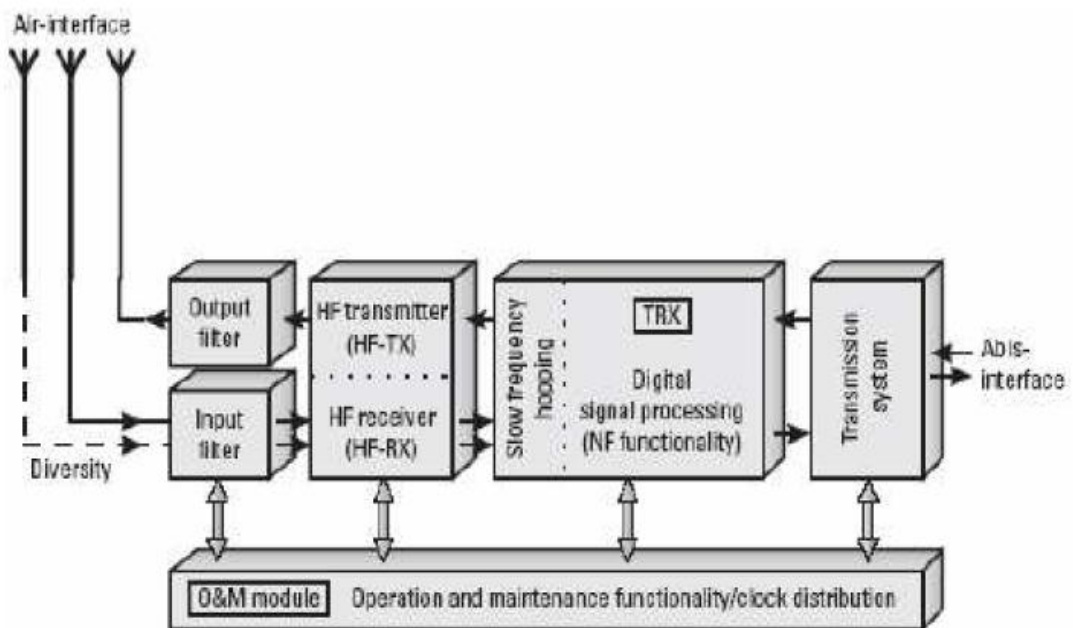 Air-interface
Output
filter
HF transmitter
(HF-TX)
Slow frequency
hopping
TRX
Digital
signal processing
(NF functionality)
Transmission
system
Abis-
interface
Input
filter
HF receiver
(HF-RX)
Diversity
O&M module
Operation and maintenance functionality/clock distribution